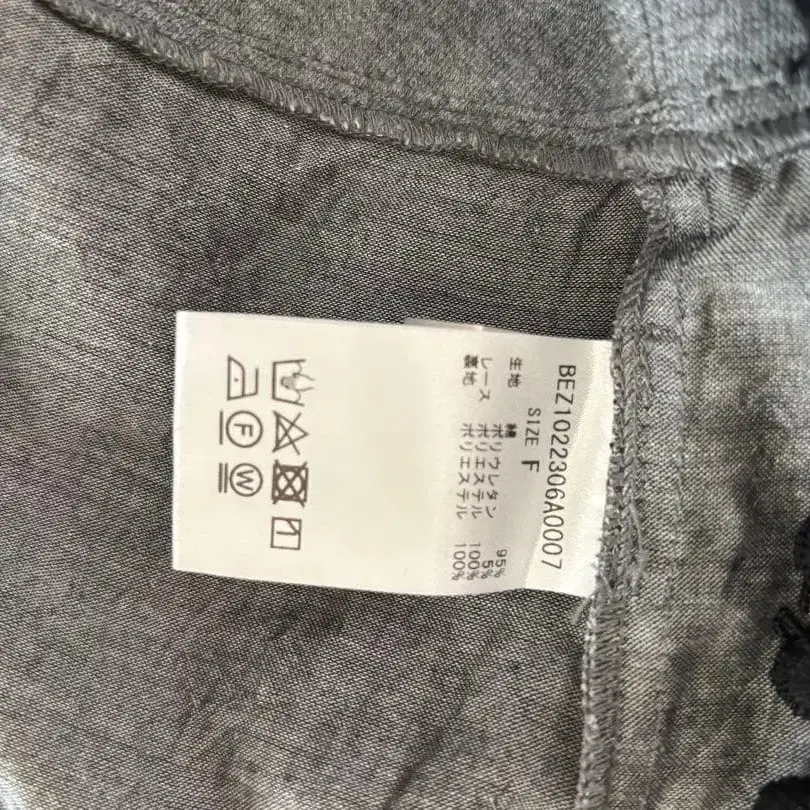 BEZ1022306A0007
SIZE F
生地 綿 95%
ポリウレタン 5%
レース ポリエステル 100%
裏地 ポリエステル 100%
F
W